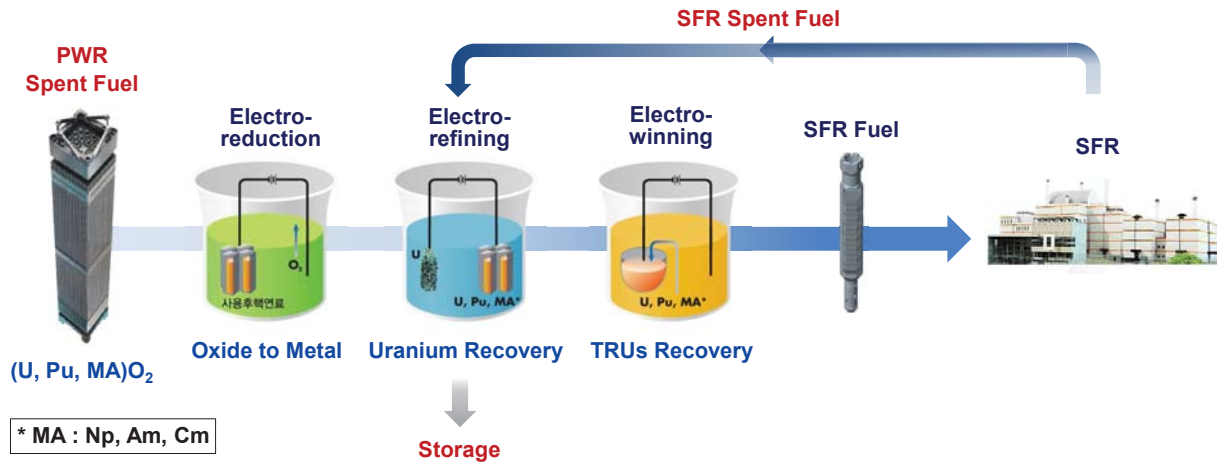 SFR Spent Fuel
PWR
Spent Fuel
Electro-
reduction
Electro-
refining
Electro-
winning
SFR Fuel
SFR
O₂
사용후핵연료
U
U, Pu, MA*
U, Pu, MA*
Oxide to Metal
Uranium Recovery
TRUs Recovery
(U, Pu, MA)O₂
* MA : Np, Am, Cm
Storage